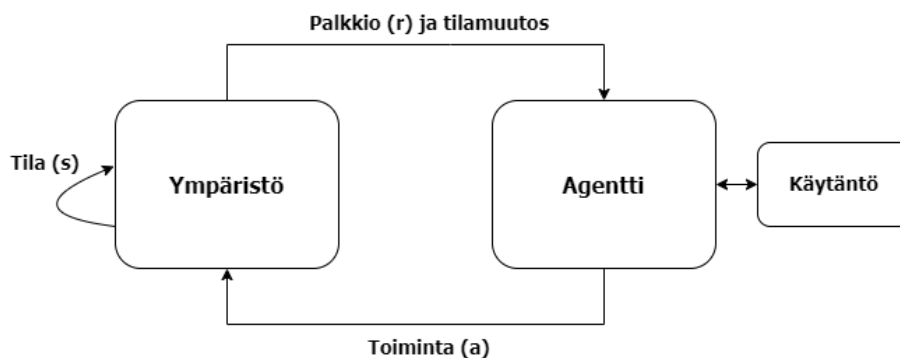 Palkkio (r) ja tilamuutos
Tila (s)
Ympäristö
Agentti
Käytäntö
Toiminta (a)